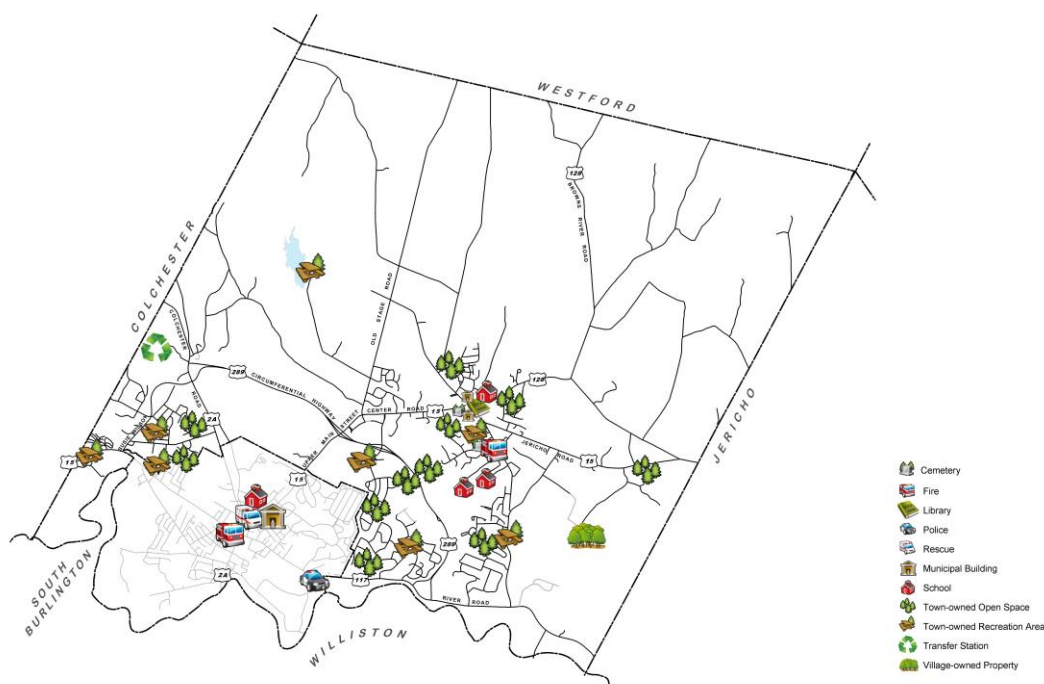 WESTFORD
128
BROWNS RIVER ROAD
COLCHESTER
OLD STAGE ROAD
COLCHESTER
ROAD
289
CIRCUMFERENTIAL HIGHWAY
128
CENTER ROAD
15
UPPER MAIN STREET
2A
JERICHO
JERICHO ROAD
15
15
15
289
2A
117
RIVER ROAD
SOUTH
BURLINGTON
WILLISTON
Cemetery
Fire
Library
Police
Rescue
Municipal Building
School
Town-owned Open Space
Town-owned Recreation Area
Transfer Station
Village-owned Property